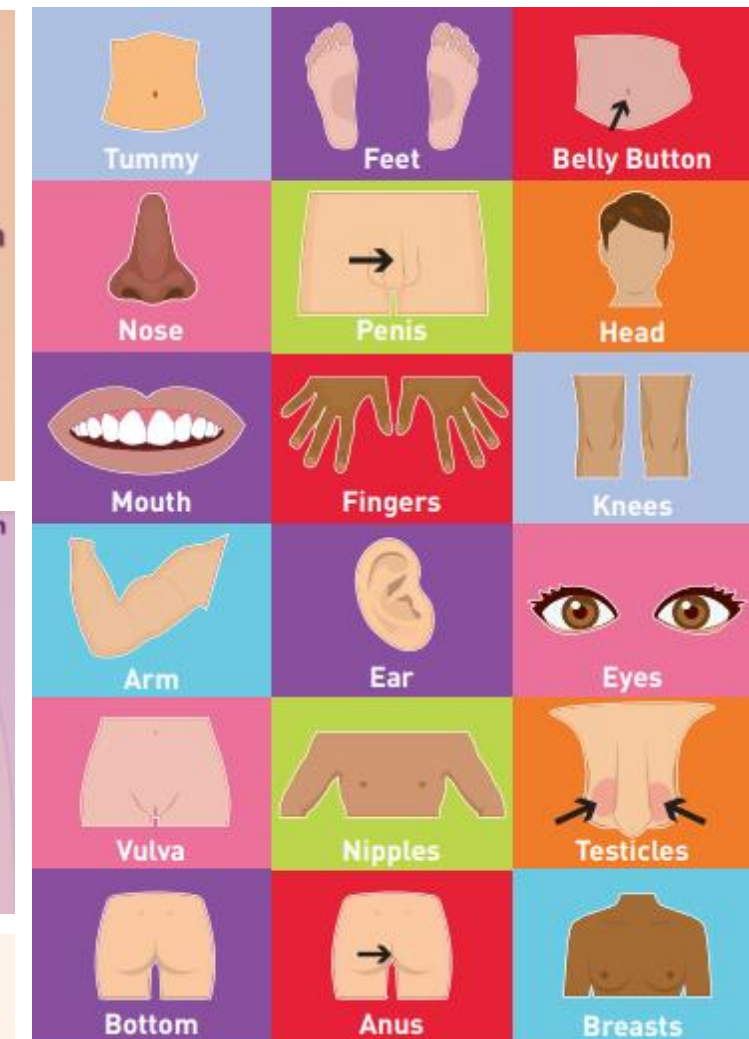 Tummy
Feet
Belly Button
Nose
Penis
Head
Mouth
Fingers
Knees
Arm
Ear
Eyes
Vulva
Nipples
Testicles
Bottom
Anus
Breasts